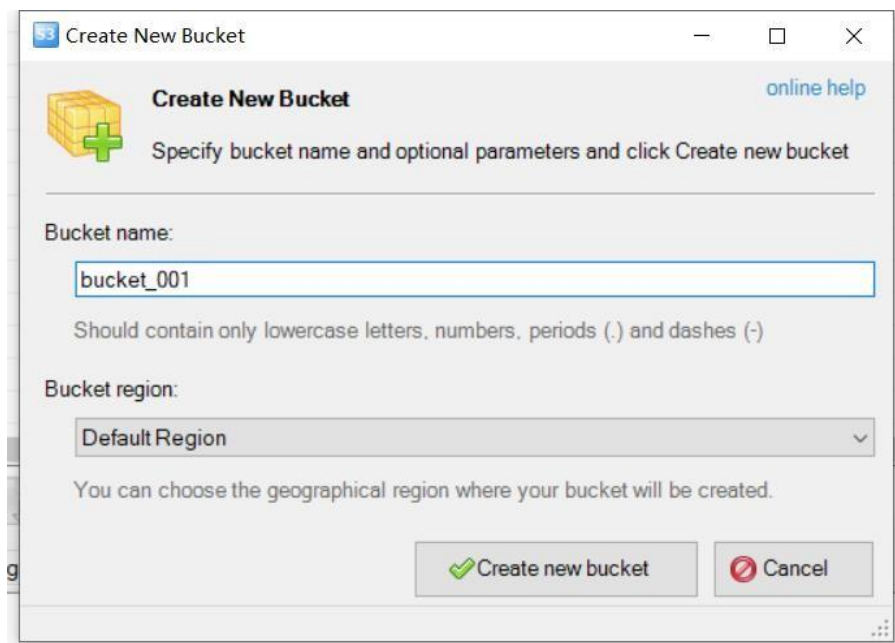 S3 Create New Bucket
Create New Bucket
online help
Specify bucket name and optional parameters and click Create new bucket
Bucket name:
bucket_001
Should contain only lowercase letters, numbers, periods (.) and dashes (-)
Bucket region:
Default Region
You can choose the geographical region where your bucket will be created.
g
Create new bucket
Cancel